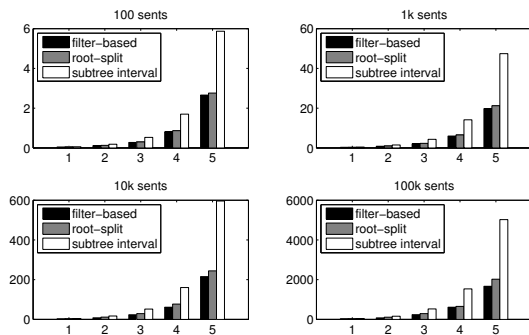 100 sents
6
4
2
0
filter-based
root-split
subtree interval
1 2 3 4 5
1k sents
60
40
20
0
filter-based
root-split
subtree interval
1 2 3 4 5
10k sents
600
400
200
0
filter-based
root-split
subtree interval
1 2 3 4 5
100k sents
6000
4000
2000
0
filter-based
root-split
subtree interval
1 2 3 4 5